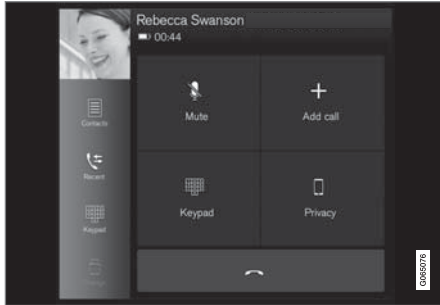 Rebecca Swanson
00:44
Mute
Add call
Contacts
Recent
Keypad
Privacy
Keypad
G065076